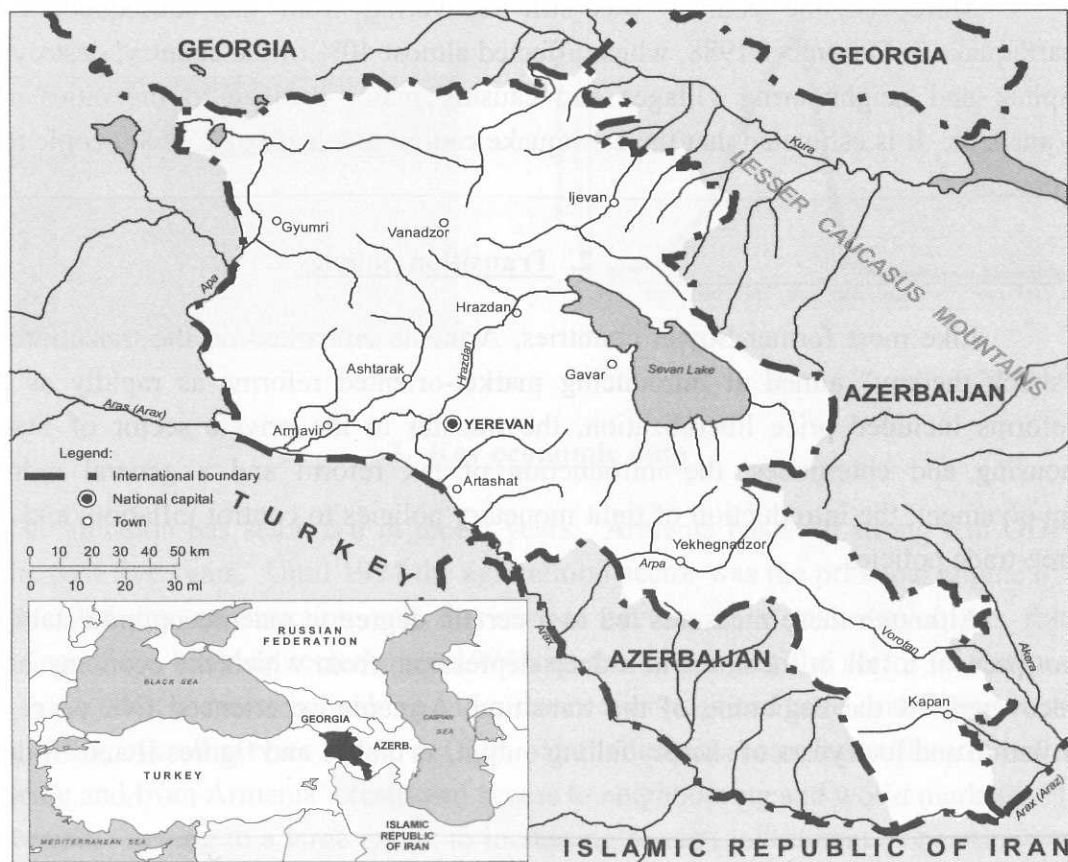 GEORGIA
GEORGIA
Kura
LESSER CAUCASUS MOUNTAINS
Ijevan
Gyumri
Vanadzor
Hrazdan
Hrazdan
Ashtarak
Gavar
Sevan Lake
AZERBAIJAN
Aras (Arax)
Armavir
YEREVAN
Legend:
International boundary
National capital
Town
0 10 20 30 40 50 km
0 10 20 30 mi
TURKEY
Artashat
Yekhegnadzor
Arpa
AZERBAIJAN
Vorotan
Akera
Kapan
Arax (Araz)
ISLAMIC REPUBLIC OF IRAN
RUSSIAN
FEDERATION
BLACK SEA
GEORGIA
CASPIAN
SEA
AZERB.
TURKEY
ISLAMIC
REPUBLIC
OF IRAN
MEDITERRANEAN SEA